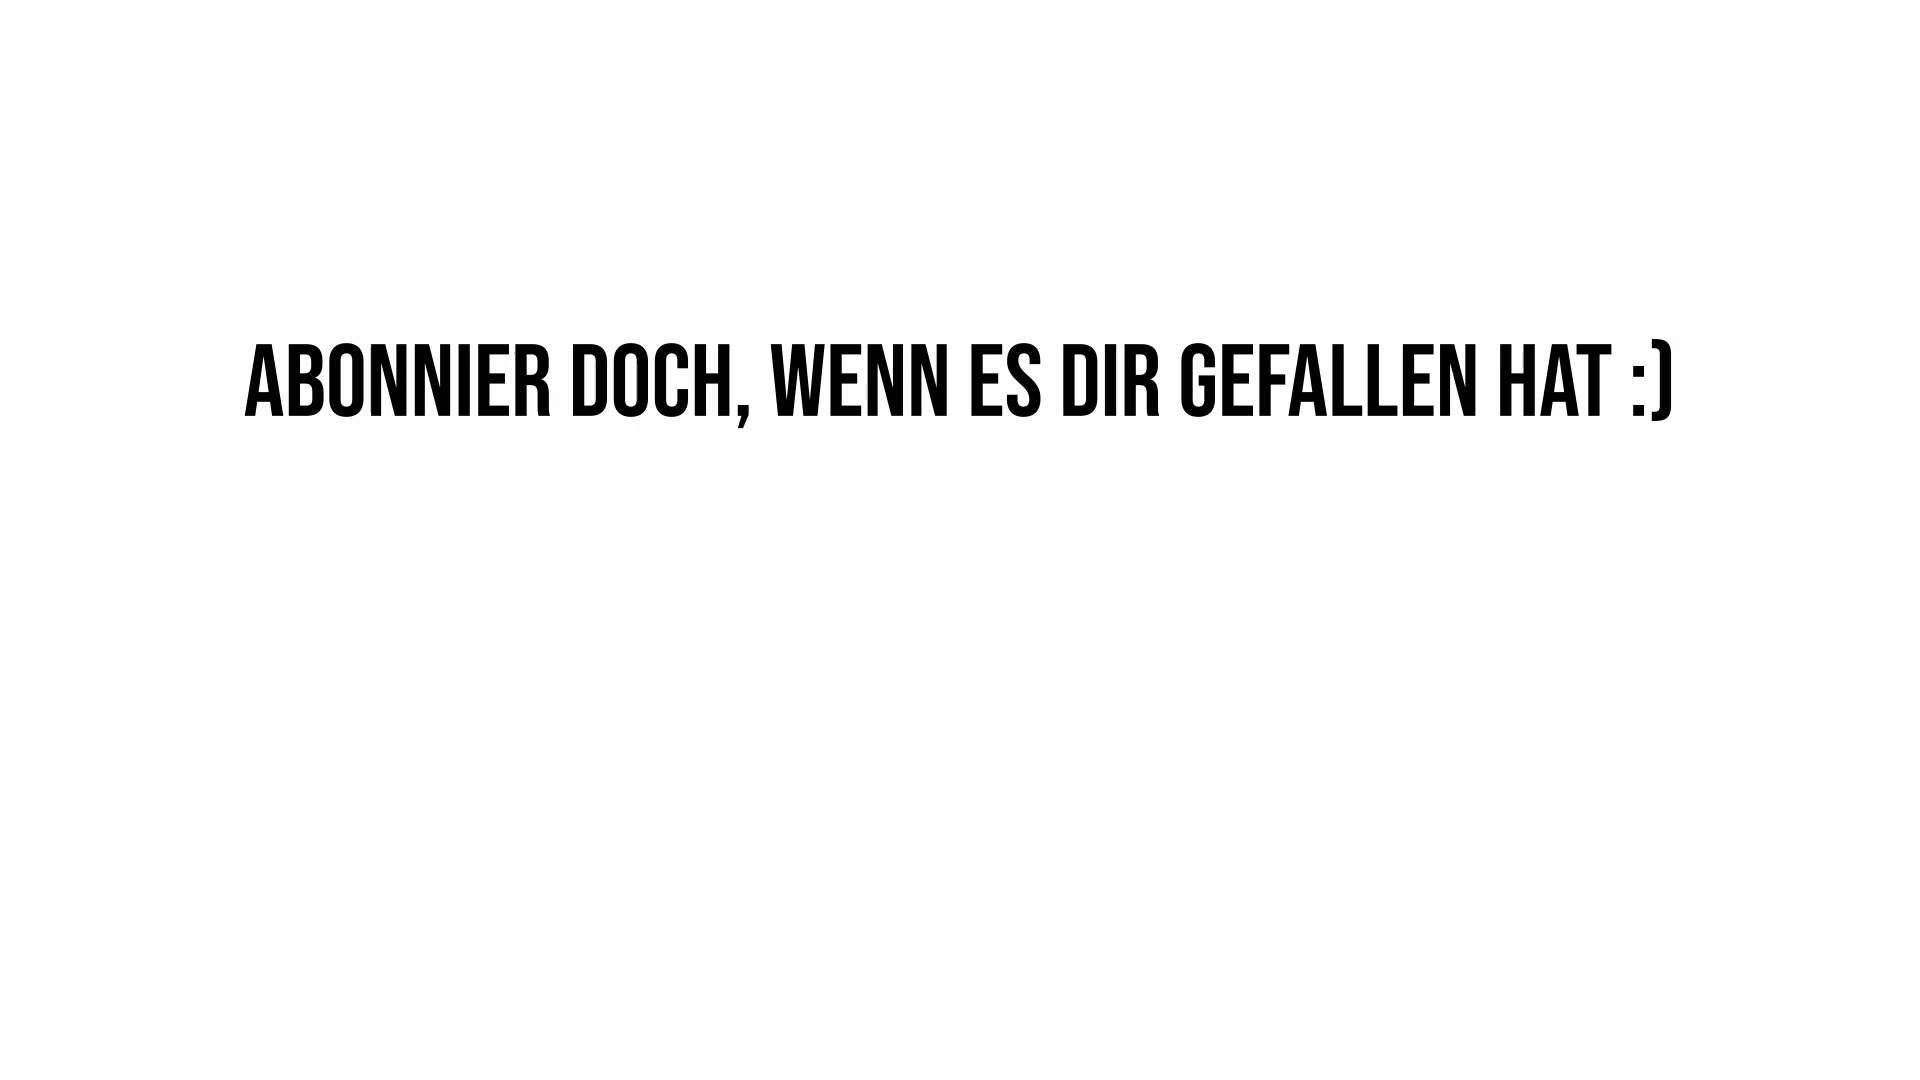 ABONNIER DOCH, WENN ES DIR GEFALLEN HAT :)